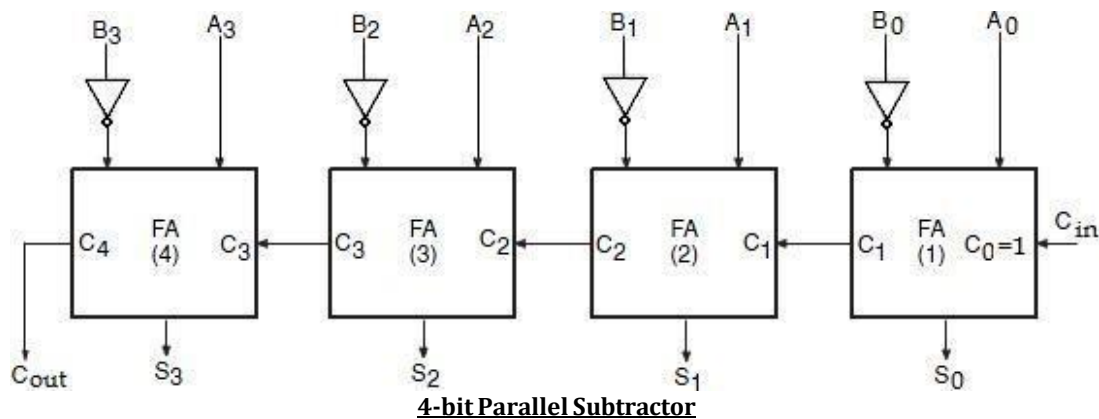 B3 A3 B2 A2 B1 A1 B0 A0
C4 FA (4) C3 C3 FA (3) C2 C2 FA (2) C1 C1 FA (1) C0=1 Cin
Cout S3 S2 S1 S0
4-bit Parallel Subtractor